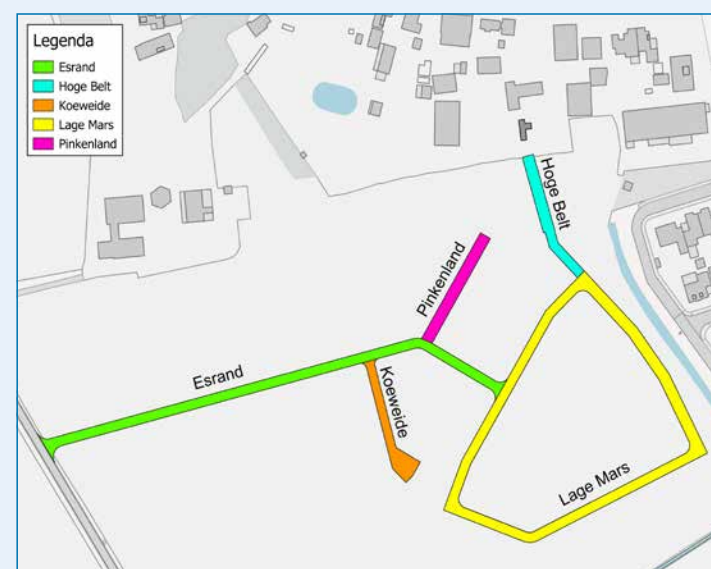 Legenda
Esrand
Hoge Belt
Koeweide
Lage Mars
Pinkenland
Hoge Belt
Pinkenland
Esrand
Koeweide
Lage Mars